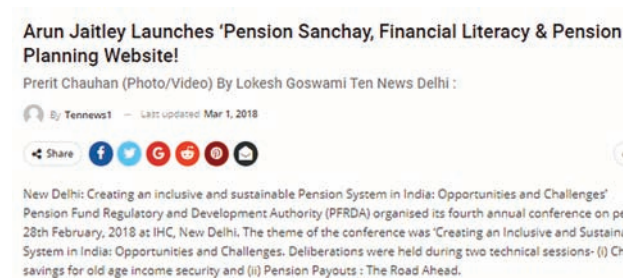 Arun Jaitley Launches ‘Pension Sanchay, Financial Literacy & Pension
Planning Website!
Prerit Chauhan (Photo/Video) By Lokesh Goswami Ten News Delhi :
By Tennews1 — Last updated Mar 1, 2018
Share
New Delhi: Creating an inclusive and sustainable Pension System in India: Opportunities and Challenges’
Pension Fund Regulatory and Development Authority (PFRDA) organised its fourth annual conference on
28th February, 2018 at IHC, New Delhi. The theme of the conference was ‘Creating an Inclusive and
System in India: Opportunities and Challenges. Deliberations were held during two technical sessions- (i)
savings for old age income security and (ii) Pension Payouts : The Road Ahead.